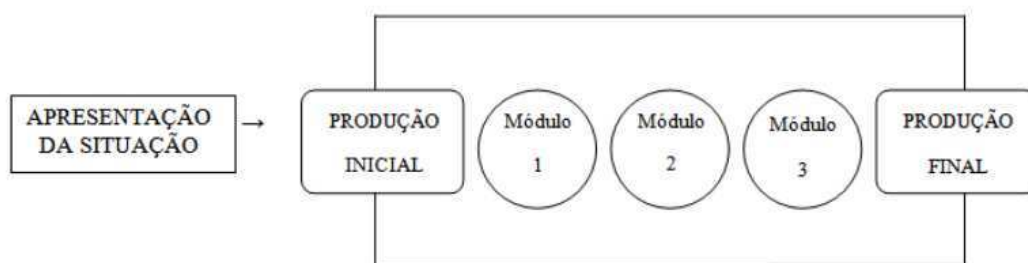 APRESENTAÇÃO
DA SITUAÇÃO
→
PRODUÇÃO
INICIAL
Módulo
1
Módulo
2
Módulo
3
PRODUÇÃO
FINAL